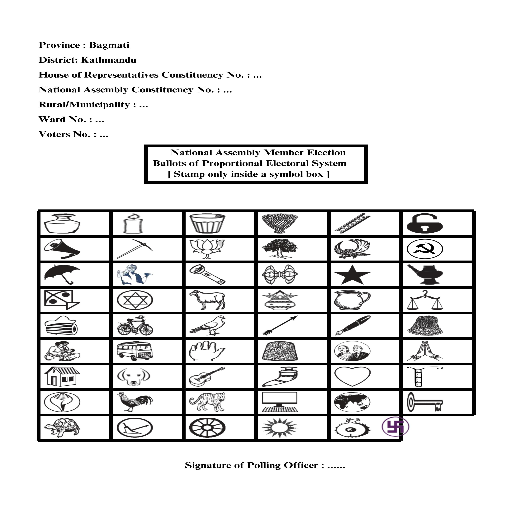 Province : Bagmati
District: Kathmandu
House of Representatives Constituency No. : ...
National Assembly Constituency No. : ...
Rural/Municipality : ...
Ward No. : ...
Voters No. : ...
National Assembly Member Election
Ballots of Proportional Electoral System
[ Stamp only inside a symbol box ]
Signature of Polling Officer : ......